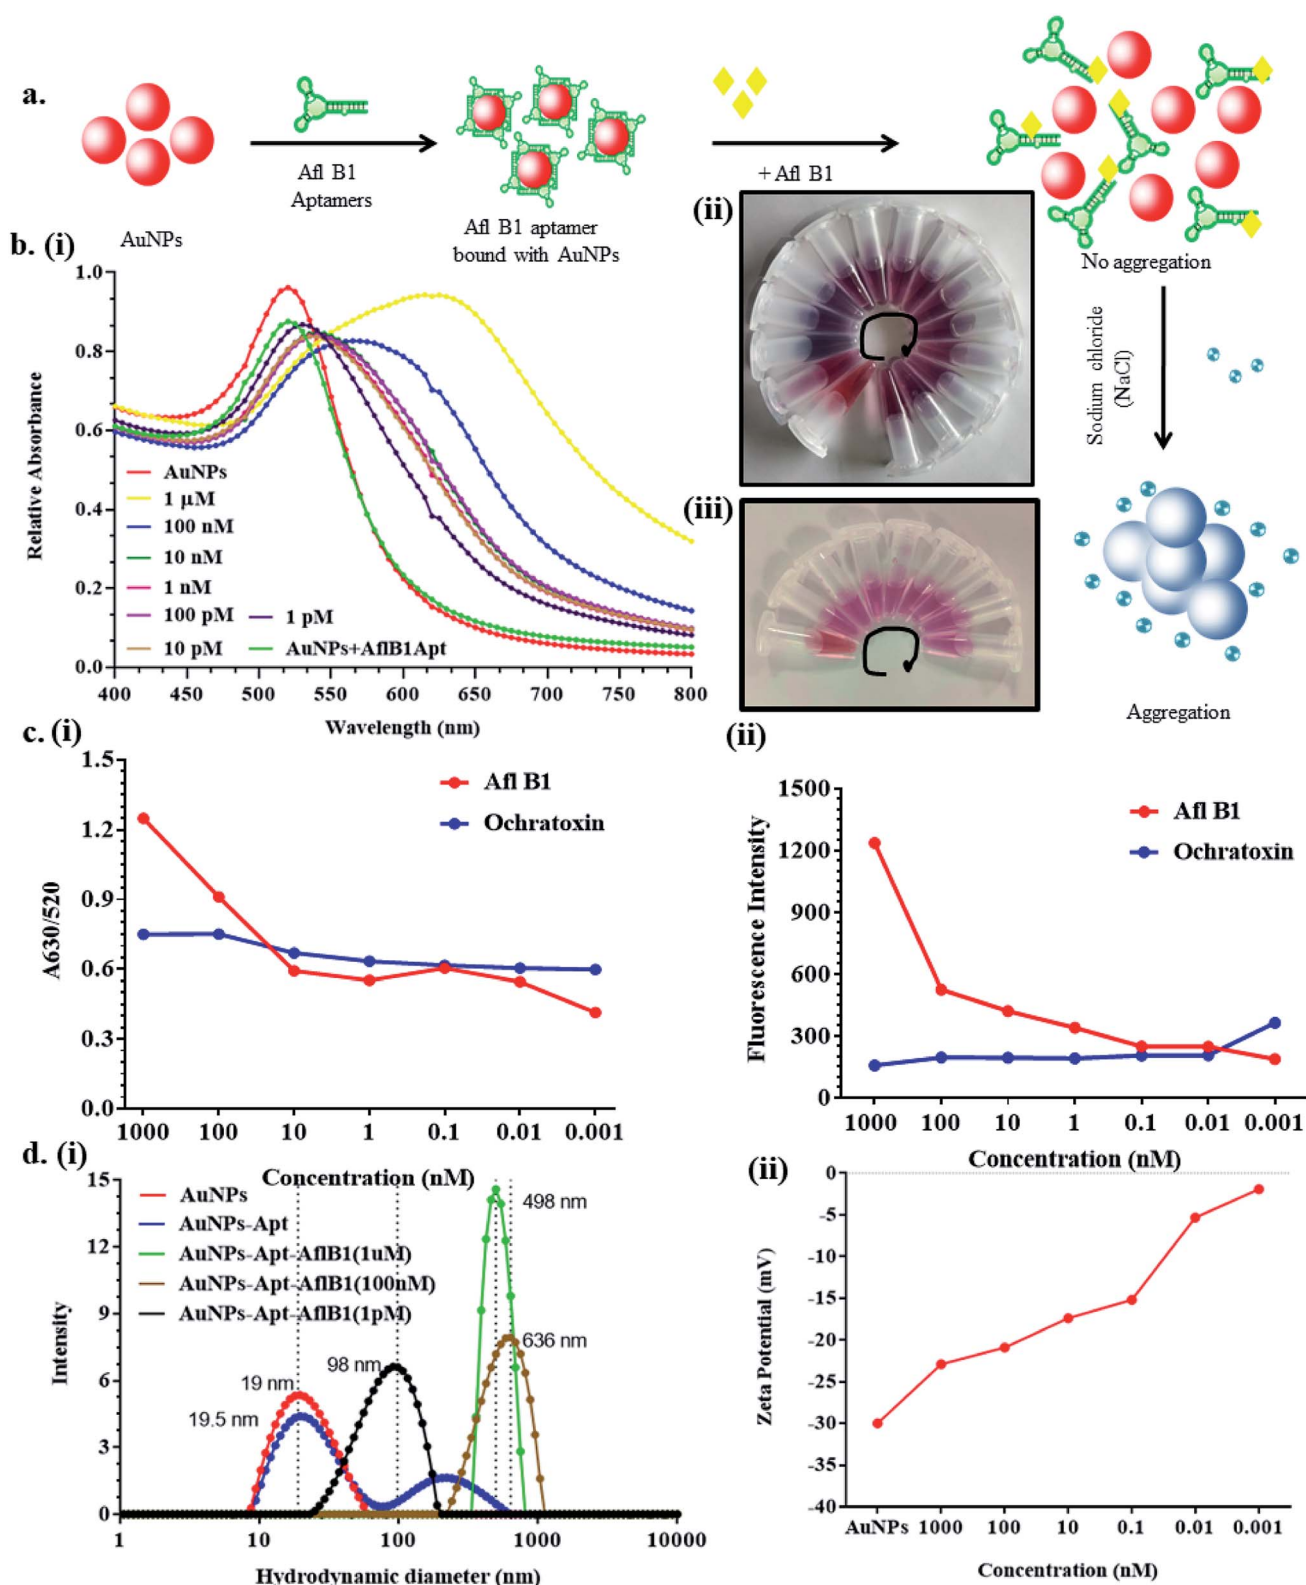 a.
AuNPs
Afl B1
Aptamers
Afl B1 aptamer
bound with AuNPs
+ Afl B1
No aggregation
Sodium chloride
(NaCl)
Aggregation
b. (i)
1.0
0.8
0.6
0.4
0.2
0.0
Relative Absorbance
AuNPs
1 μM
100 nM
10 nM
1 nM
100 pM
1 pM
10 pM
AuNPs+AflB1Apt
400 450 500 550 600 650 700 750 800
Wavelength (nm)
(ii)
(iii)
c. (i)
1.5
1.2
0.9
0.6
0.3
0.0
A630/520
Afl B1
Ochratoxin
1000 100 10 1 0.1 0.01 0.001
Concentration (nM)
(ii)
1500
1200
900
600
300
0
Fluorescence Intensity
Afl B1
Ochratoxin
1000 100 10 1 0.1 0.01 0.001
Concentration (nM)
d. (i)
15
12
9
6
3
0
Intensity
AuNPs
AuNPs-Apt
AuNPs-Apt-AflB1(1uM)
AuNPs-Apt-AflB1(100nM)
AuNPs-Apt-AflB1(1pM)
498 nm
636 nm
98 nm
19 nm
19.5 nm
1 10 100 1000 10000
Hydrodynamic diameter (nm)
(ii)
0
-5
-10
-15
-20
-25
-30
-35
-40
Zeta Potential (mV)
AuNPs 1000 100 10 0.1 0.01 0.001
Concentration (nM)